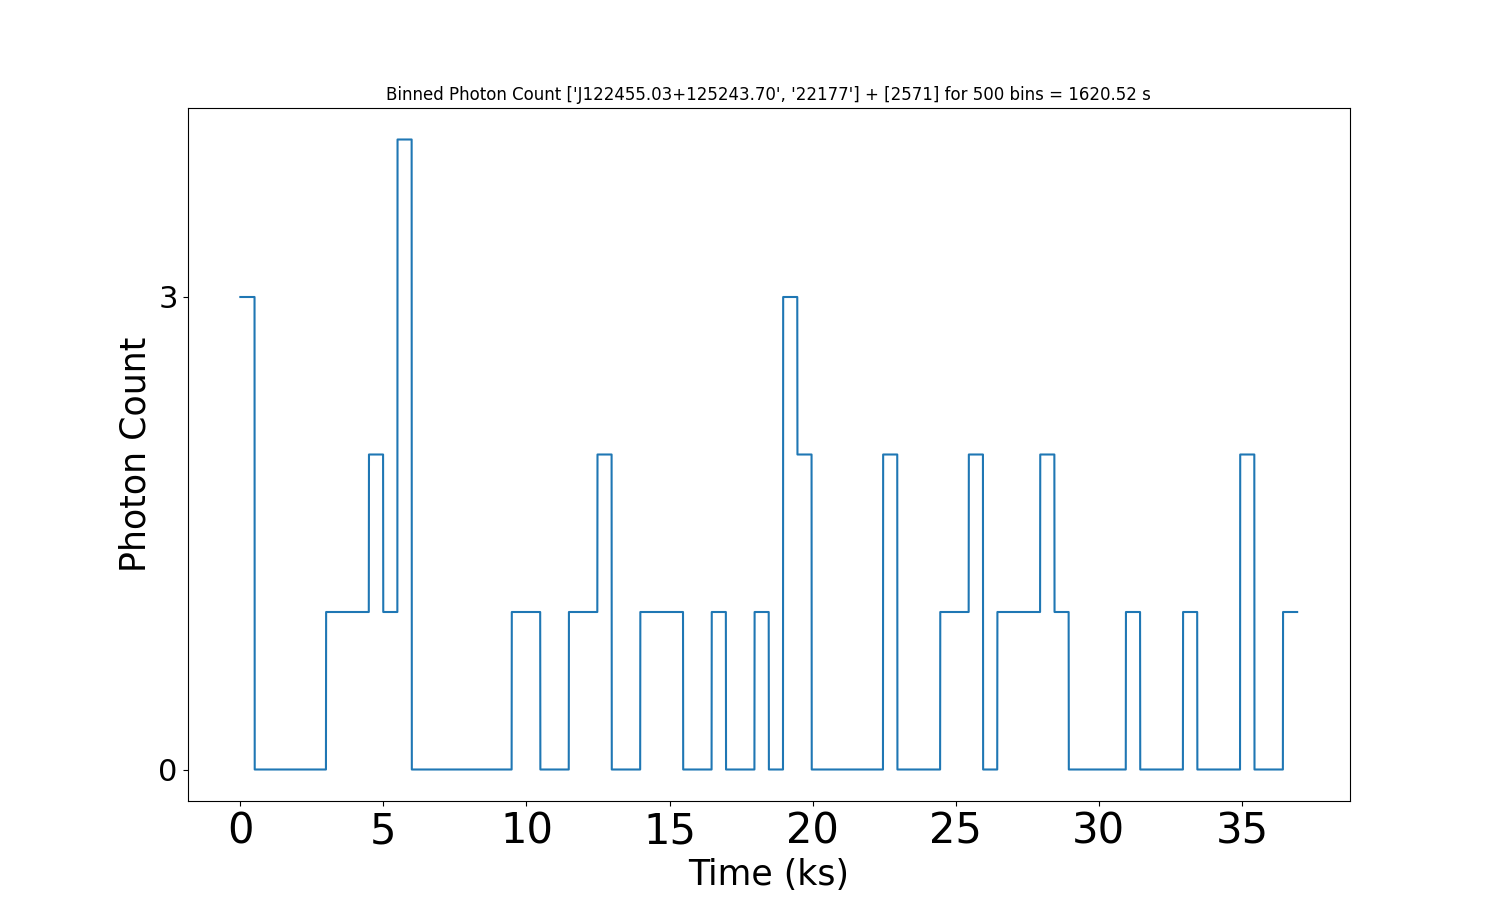 Binned Photon Count ['J122455.03+125243.70', '22177'] + [2571] for 500 bins = 1620.52 s
3
0
Photon Count
0 5 10 15 20 25 30 35
Time (ks)